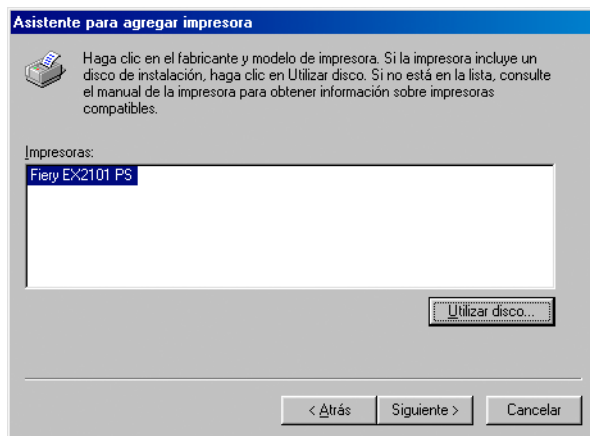 Asistente para agregar impresora
Haga clic en el fabricante y modelo de impresora. Si la impresora incluye un
disco de instalación, haga clic en Utilizar disco. Si no está en la lista, consulte
el manual de la impresora para obtener información sobre impresoras
compatibles.
Impresoras:
Fiery EX2101 PS
Utilizar disco...
< Atrás
Siguiente >
Cancelar